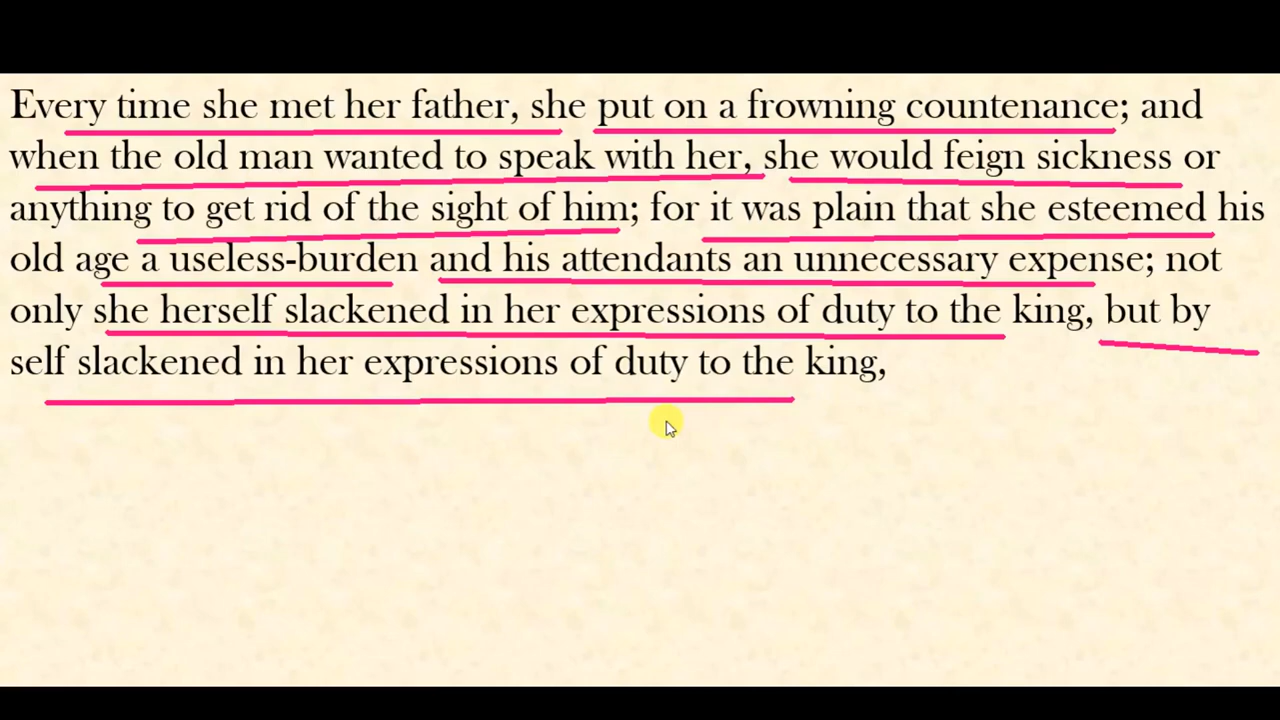 Every time she met her father, she put on a frowning countenance; and
when the old man wanted to speak with her, she would feign sickness or
anything to get rid of the sight of him; for it was plain that she esteemed his
old age a useless-burden and his attendants an unnecessary expense; not
only she herself slackened in her expressions of duty to the king, but by
self slackened in her expressions of duty to the king,